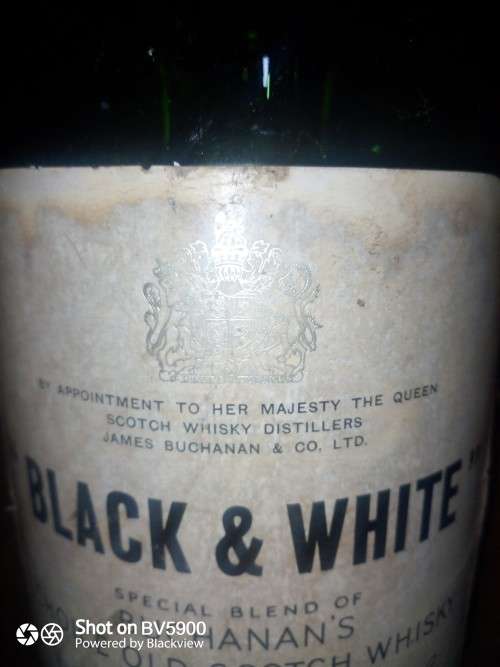 BY APPOINTMENT TO HER MAJESTY THE QUEEN
SCOTCH WHISKY DISTILLERS
JAMES BUCHANAN & CO. LTD.
"BLACK & WHITE"
SPECIAL BLEND OF
OLD SCOTCH WHISKY
Shot on BV5900
Powered by Blackview